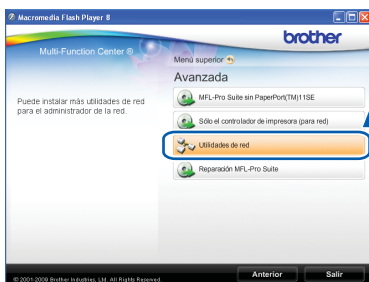 Macromedia Flash Player 8
brother
Multi-Function Center ®
Menú superior
Avanzada
Puede instalar más utilidades de red
para el administrador de la red.
MFL-Pro Suite sin PaperPort(TM)11SE
Sólo el controlador de impresora (para red)
Utilidades de red
Reparación MFL-Pro Suite
© 2001-2009 Brother Industries, Ltd. All Rights Reserved.
Anterior
Salir